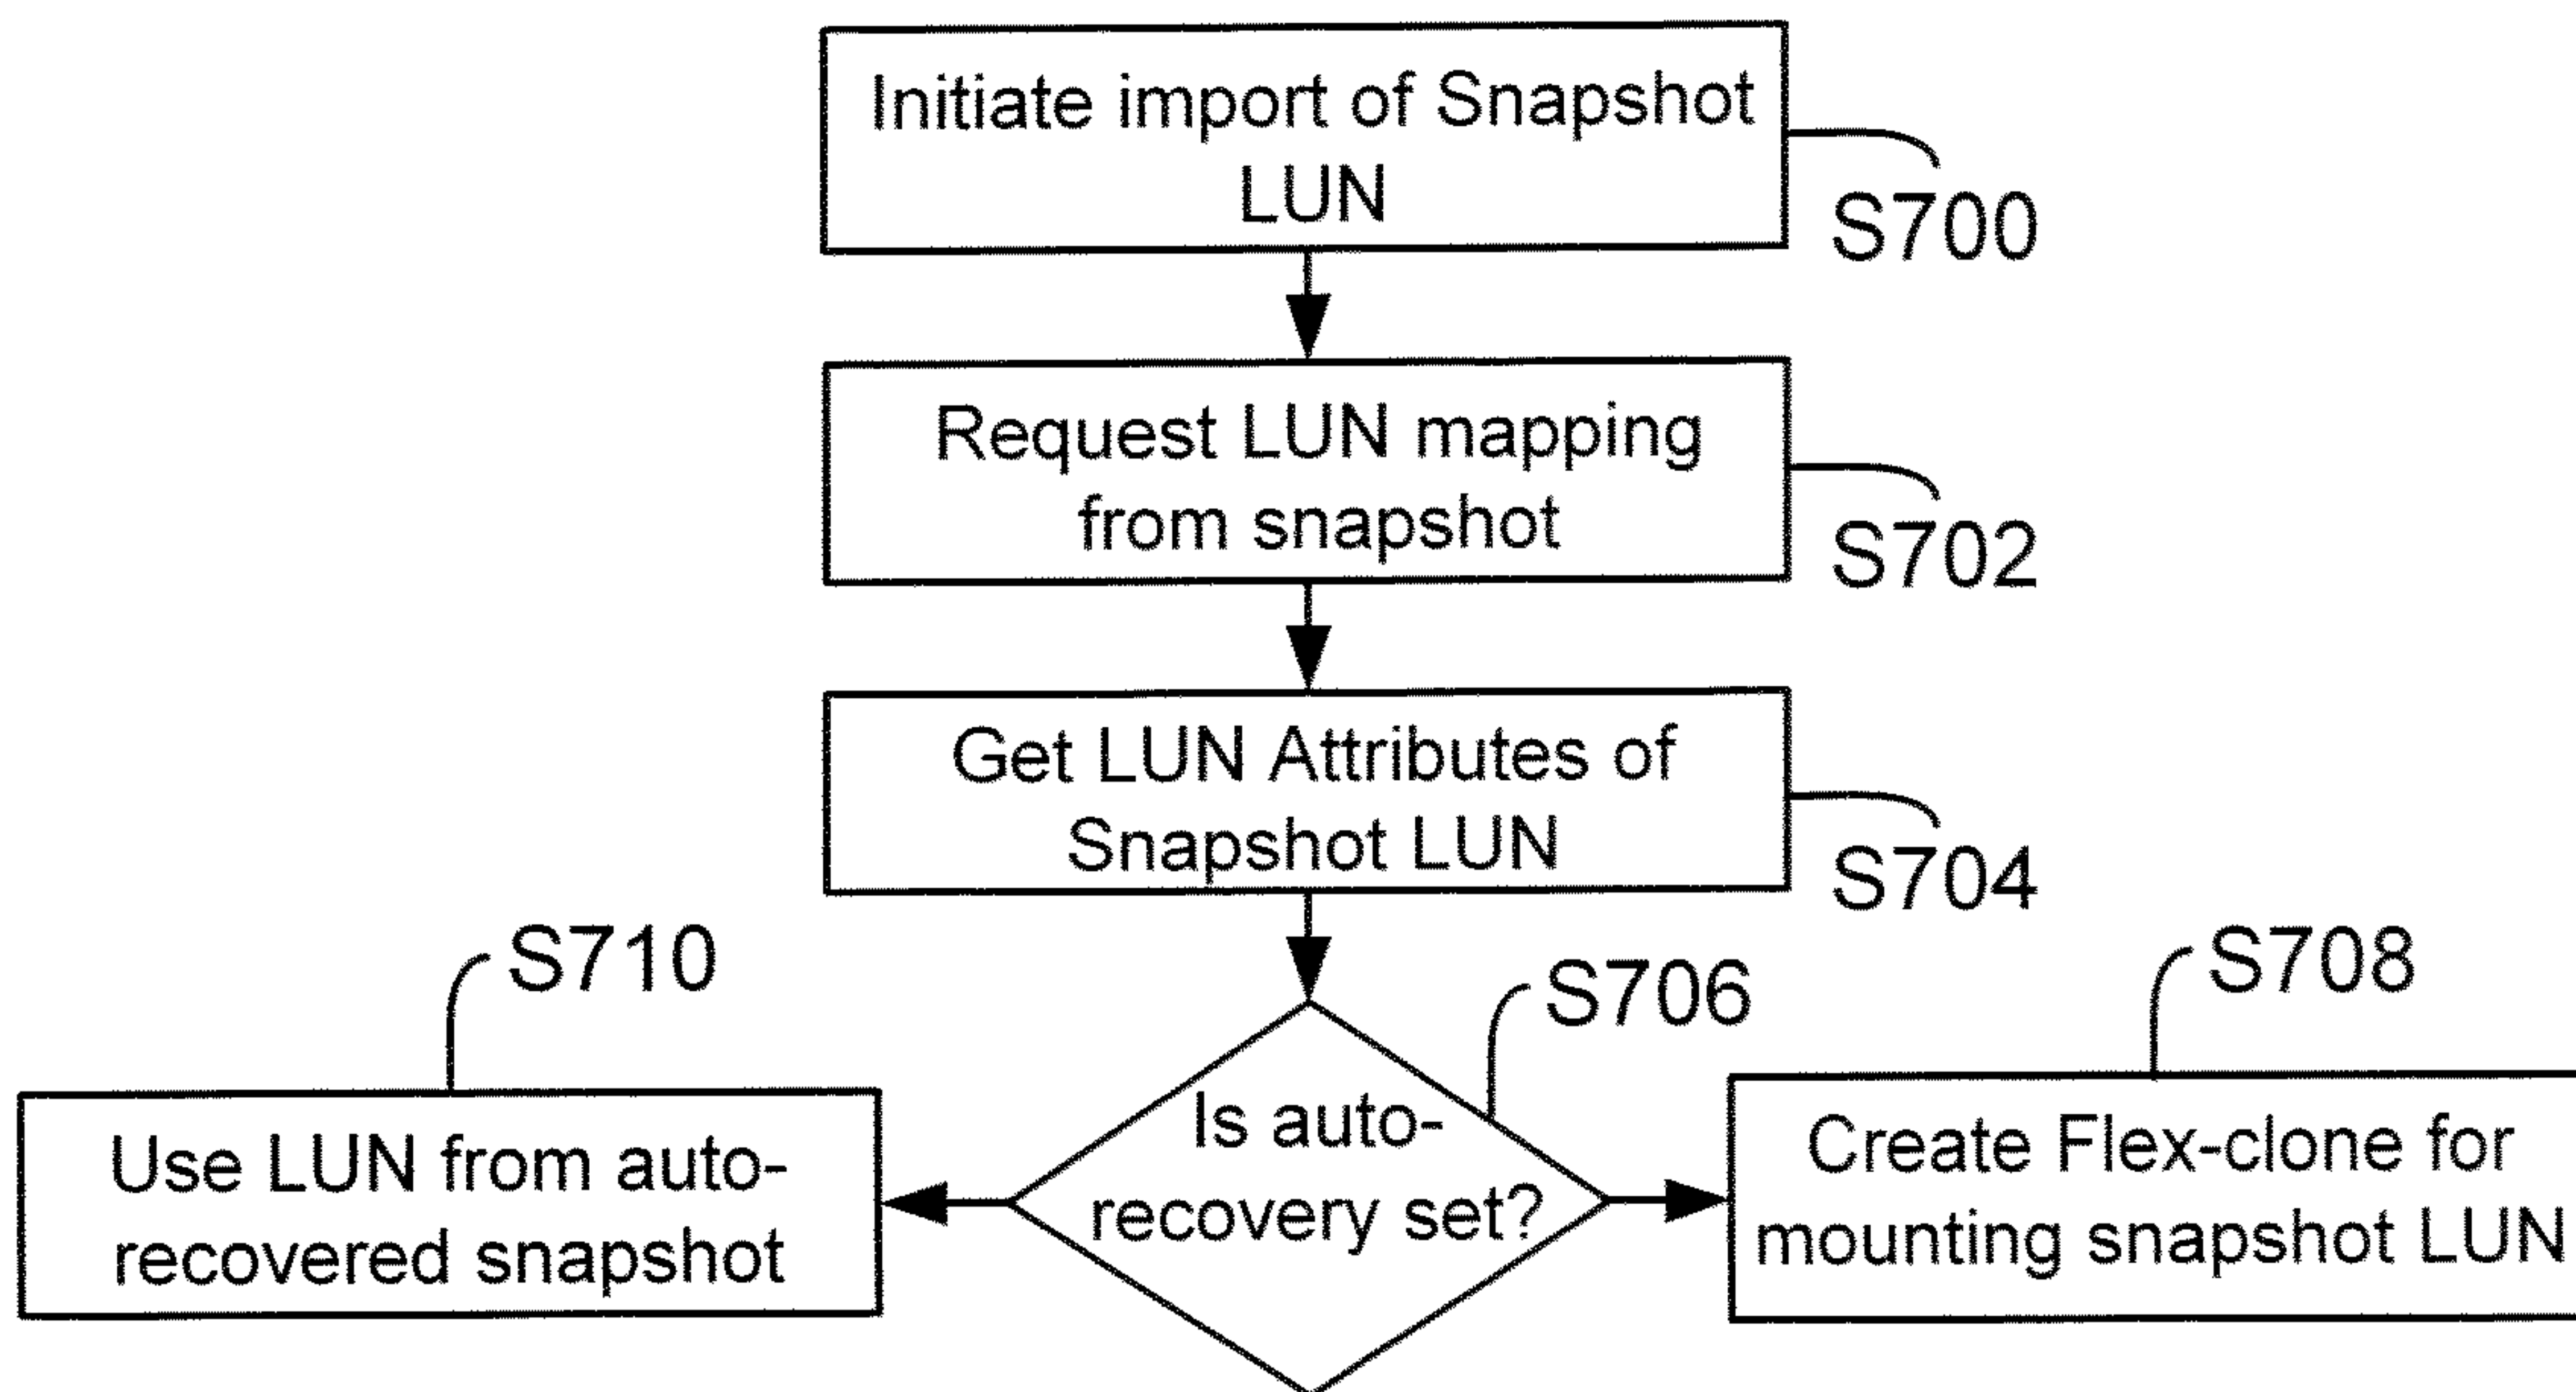 Initiate import of Snapshot
LUN
S700
Request LUN mapping
from snapshot
S702
Get LUN Attributes of
Snapshot LUN
S704
S710
S706
S708
Use LUN from auto-
recovered snapshot
Is auto-
recovery set?
Create Flex-clone for
mounting snapshot LUN